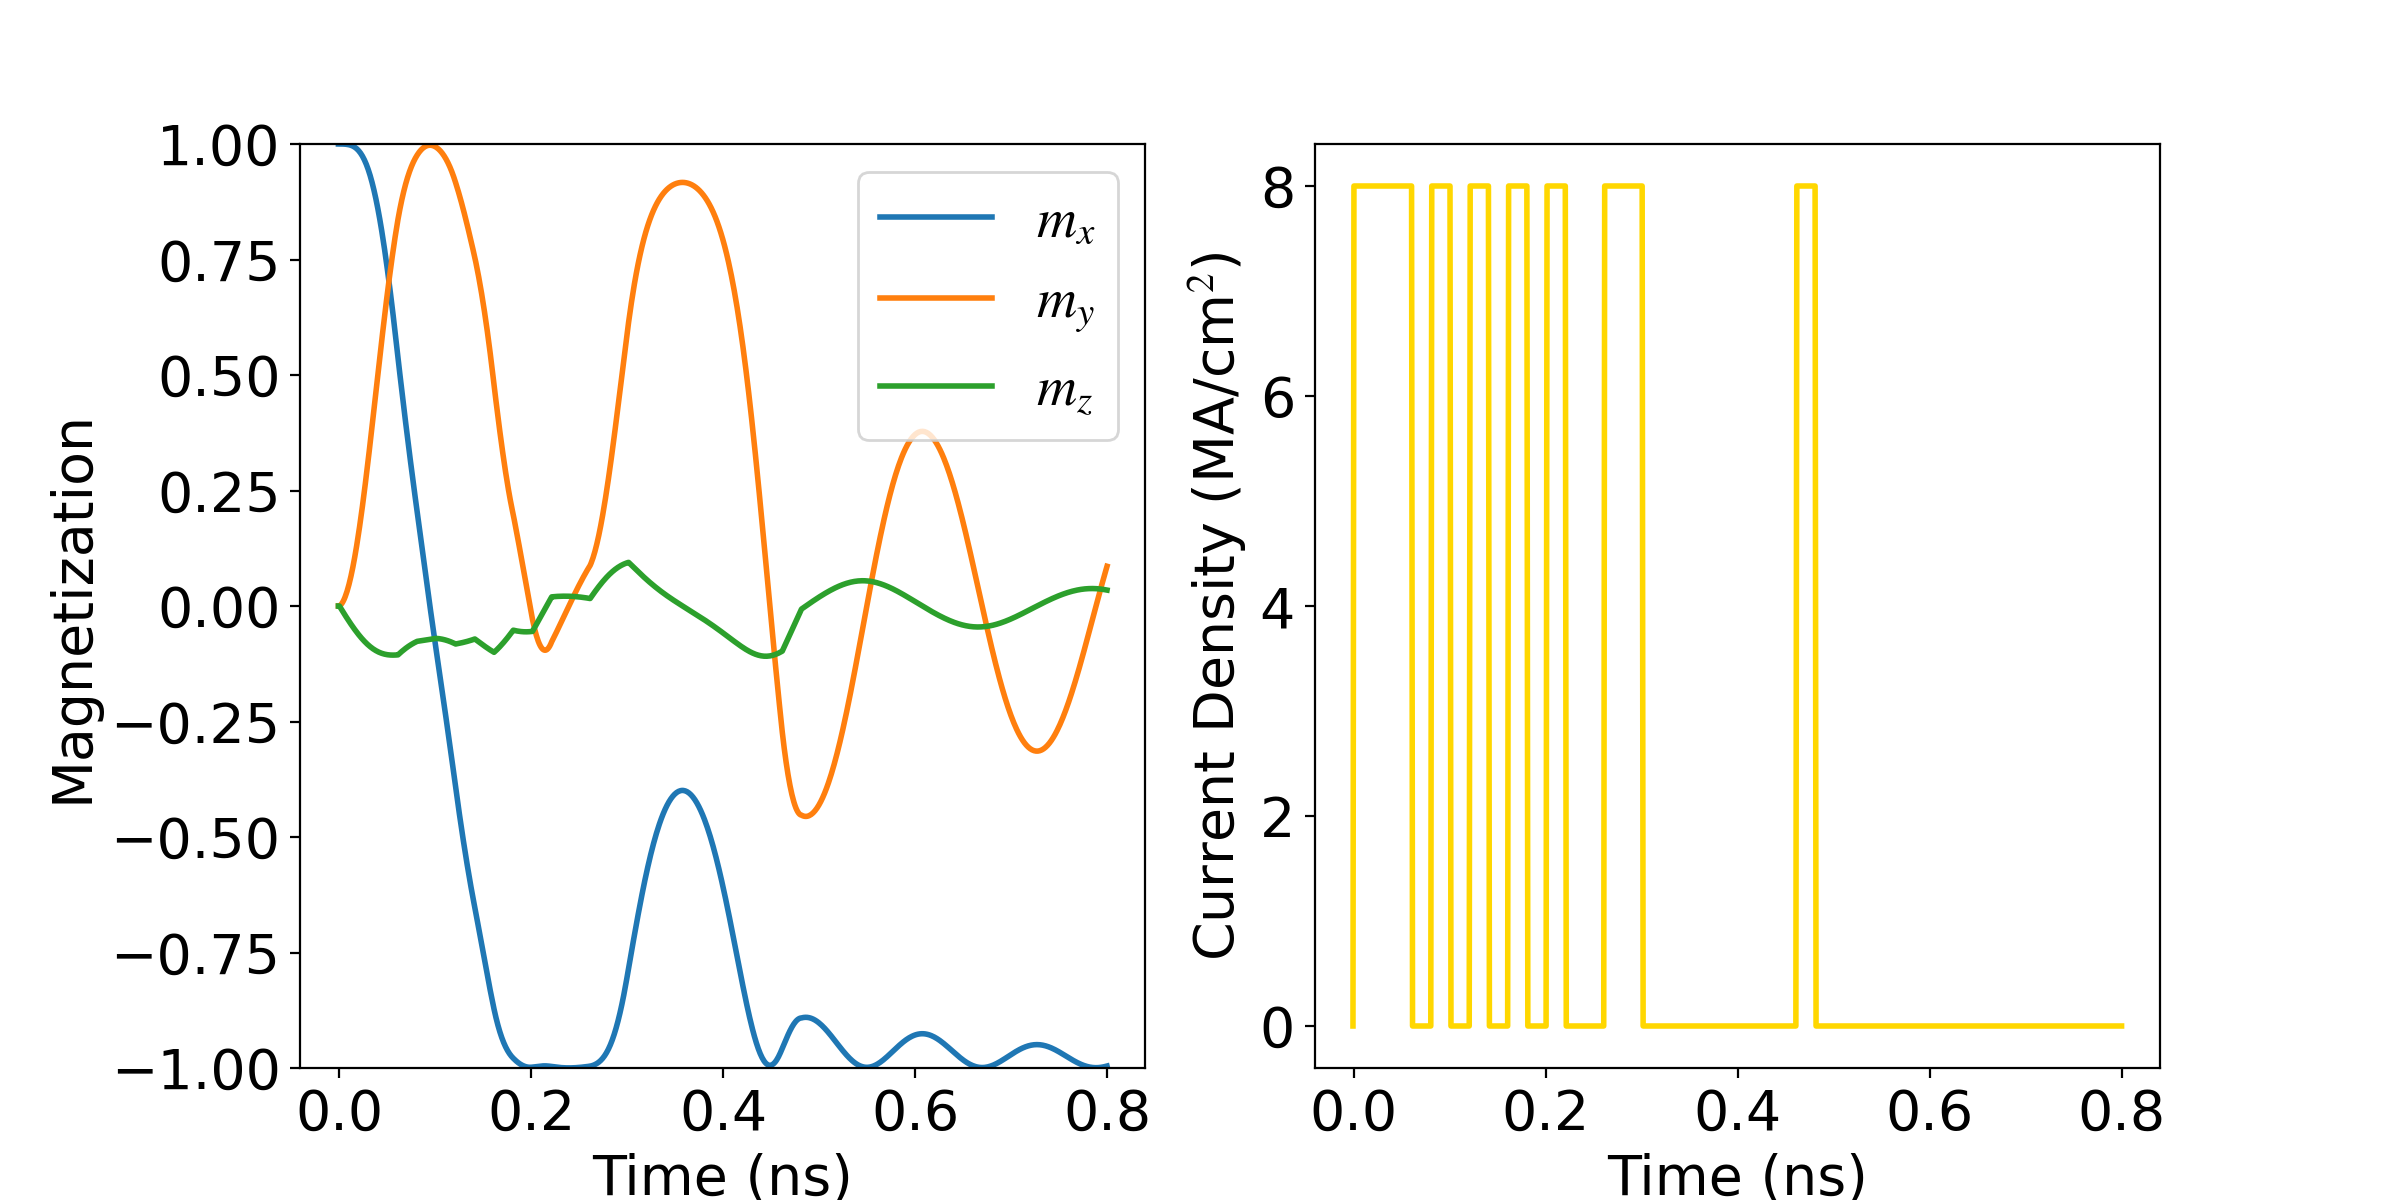 Magnetization
1.00
0.75
0.50
0.25
0.00
−0.25
−0.50
−0.75
−1.00
0.0 0.2 0.4 0.6 0.8
Time (ns)
m_x
m_y
m_z
Current Density (MA/cm²)
8
6
4
2
0
0.0 0.2 0.4 0.6 0.8
Time (ns)